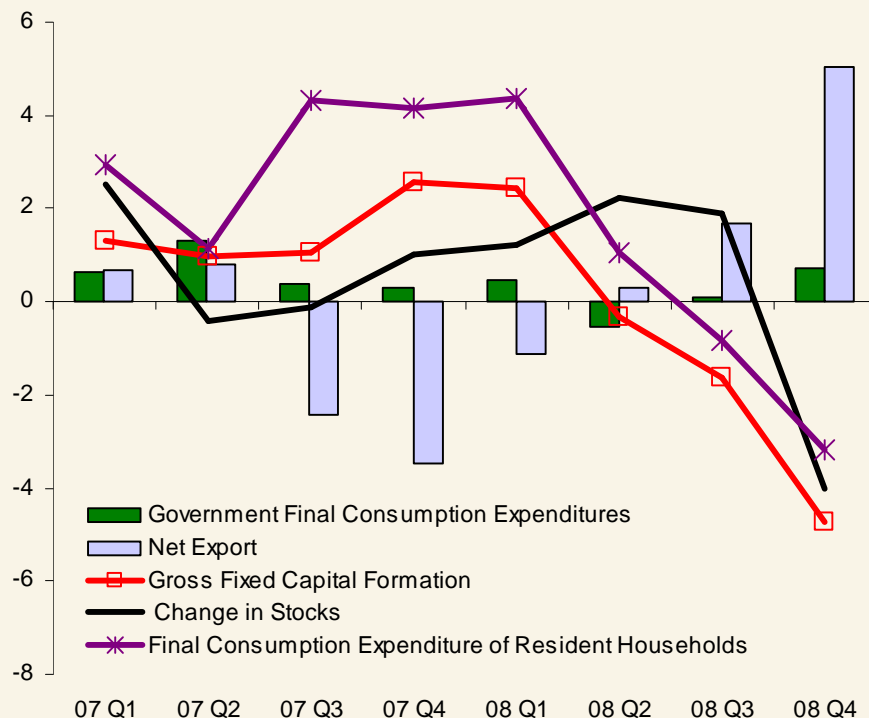 6
4
2
0
-2
-4
-6
-8
Government Final Consumption Expenditures
Net Export
Gross Fixed Capital Formation
Change in Stocks
Final Consumption Expenditure of Resident Households
07 Q1 07 Q2 07 Q3 07 Q4 08 Q1 08 Q2 08 Q3 08 Q4